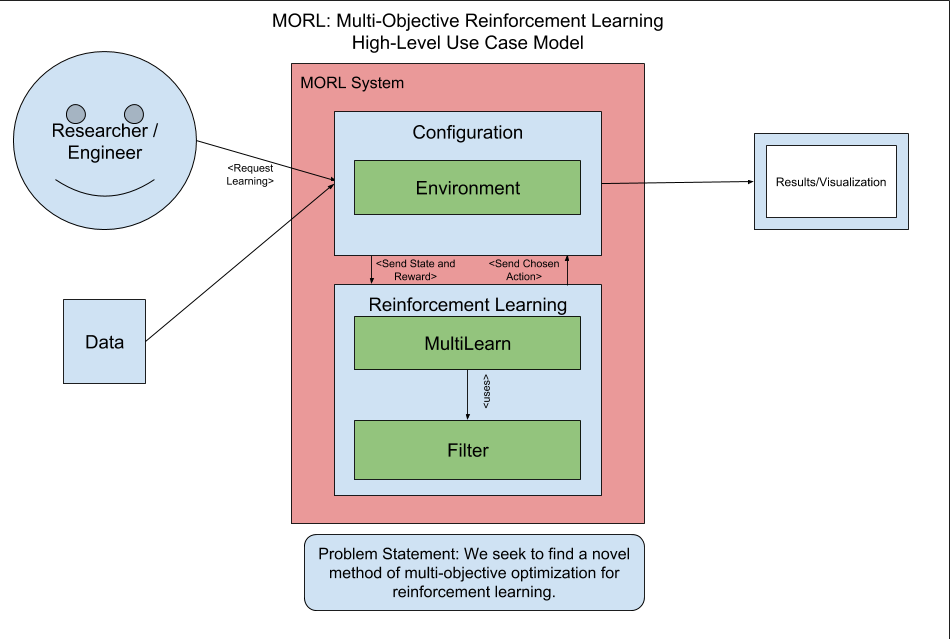 MORL: Multi-Objective Reinforcement Learning
High-Level Use Case Model
MORL System
Researcher /
Engineer
Configuration
Environment
<Request
Learning>
Results/Visualization
<Send State and
Reward>
<Send Chosen
Action>
Data
Reinforcement Learning
MultiLearn
<uses>
Filter
Problem Statement: We seek to find a novel
method of multi-objective optimization for
reinforcement learning.